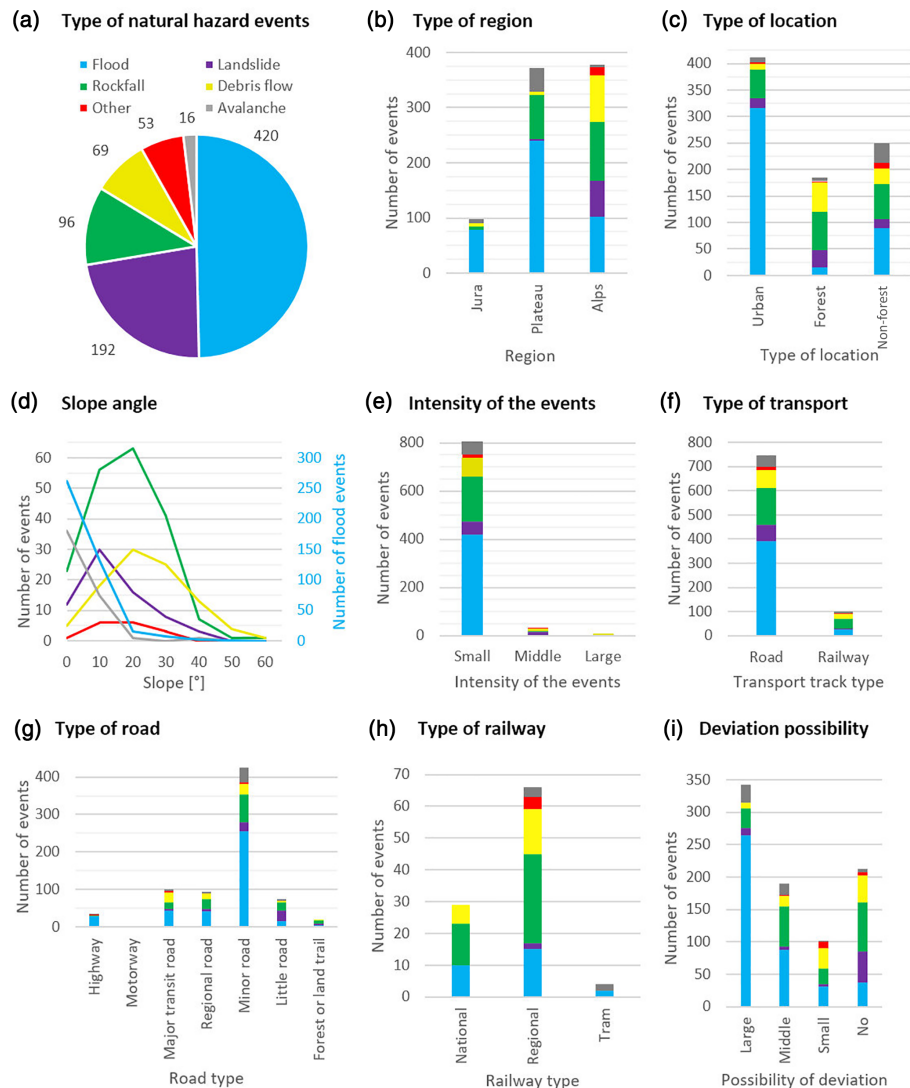 (a) Type of natural hazard events
Flood
Landslide
Rockfall
Debris flow
Other
Avalanche
420
192
96
69
53
16
(b) Type of region
Number of events
400
300
200
100
0
Jura
Plateau
Alps
Region
(c) Type of location
Number of events
400
350
300
250
200
150
100
50
0
Urban
Forest
Non-forest
Type of location
(d) Slope angle
Number of events
60
50
40
30
20
10
0
Number of flood events
300
250
200
150
100
50
0
0 10 20 30 40 50 60
Slope [°]
(e) Intensity of the events
Number of events
800
600
400
200
0
Small Middle Large
Intensity of the events
(f) Type of transport
Number of events
800
700
600
500
400
300
200
100
0
Road Railway
Transport track type
(g) Type of road
Number of events
400
300
200
100
0
Highway
Motorway
Major transit road
Regional road
Minor road
Little road
Forest or land trail
Road type
(h) Type of railway
Number of events
70
60
50
40
30
20
10
0
National
Regional
Tram
Railway type
(i) Deviation possibility
Number of events
350
300
250
200
150
100
50
0
Large
Middle
Small
No
Possibility of deviation